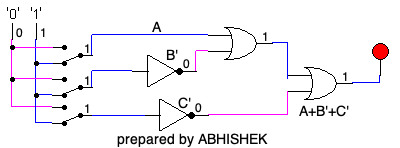 '0' '1'
0 1
A
1
B'
1
1 0
1
C'
1 0
A+B'+C'
prepared by ABHISHEK